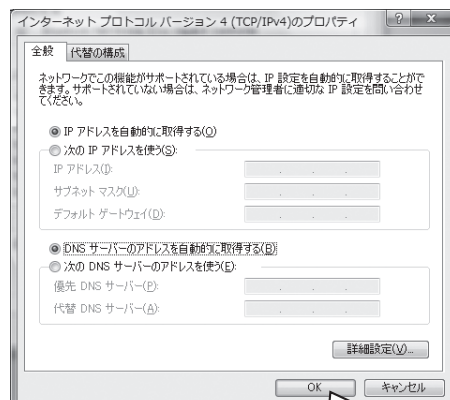 インターネット プロトコル バージョン 4 (TCP/IPv4)のプロパティ
? x
全般 代替の構成
ネットワークでこの機能がサポートされている場合は、IP 設定を自動的に取得することがで
きます。サポートされていない場合は、ネットワーク管理者に適切な IP 設定を問い合わせ
てください。
IP アドレスを自動的に取得する(O)
次の IP アドレスを使う(S):
IP アドレス(I):
サブネット マスク(U):
デフォルト ゲートウェイ(D):
DNS サーバーのアドレスを自動的に取得する(B)
次の DNS サーバーのアドレスを使う(E):
優先 DNS サーバー(P):
代替 DNS サーバー(A):
詳細設定(V)...
OK キャンセル